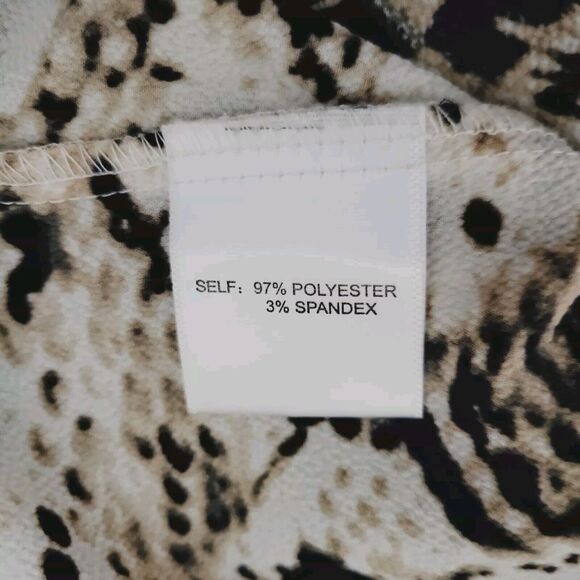 SELF: 97% POLYESTER
3% SPANDEX